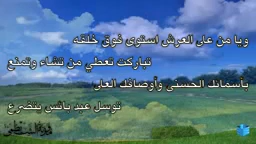 ويا من على العرش استوى فوق خلقه
تباركت تعطي من تشاء وتمنع
بأسمائك الحسنى وأوصافك العلى
توسل عبد بائس يتضرع